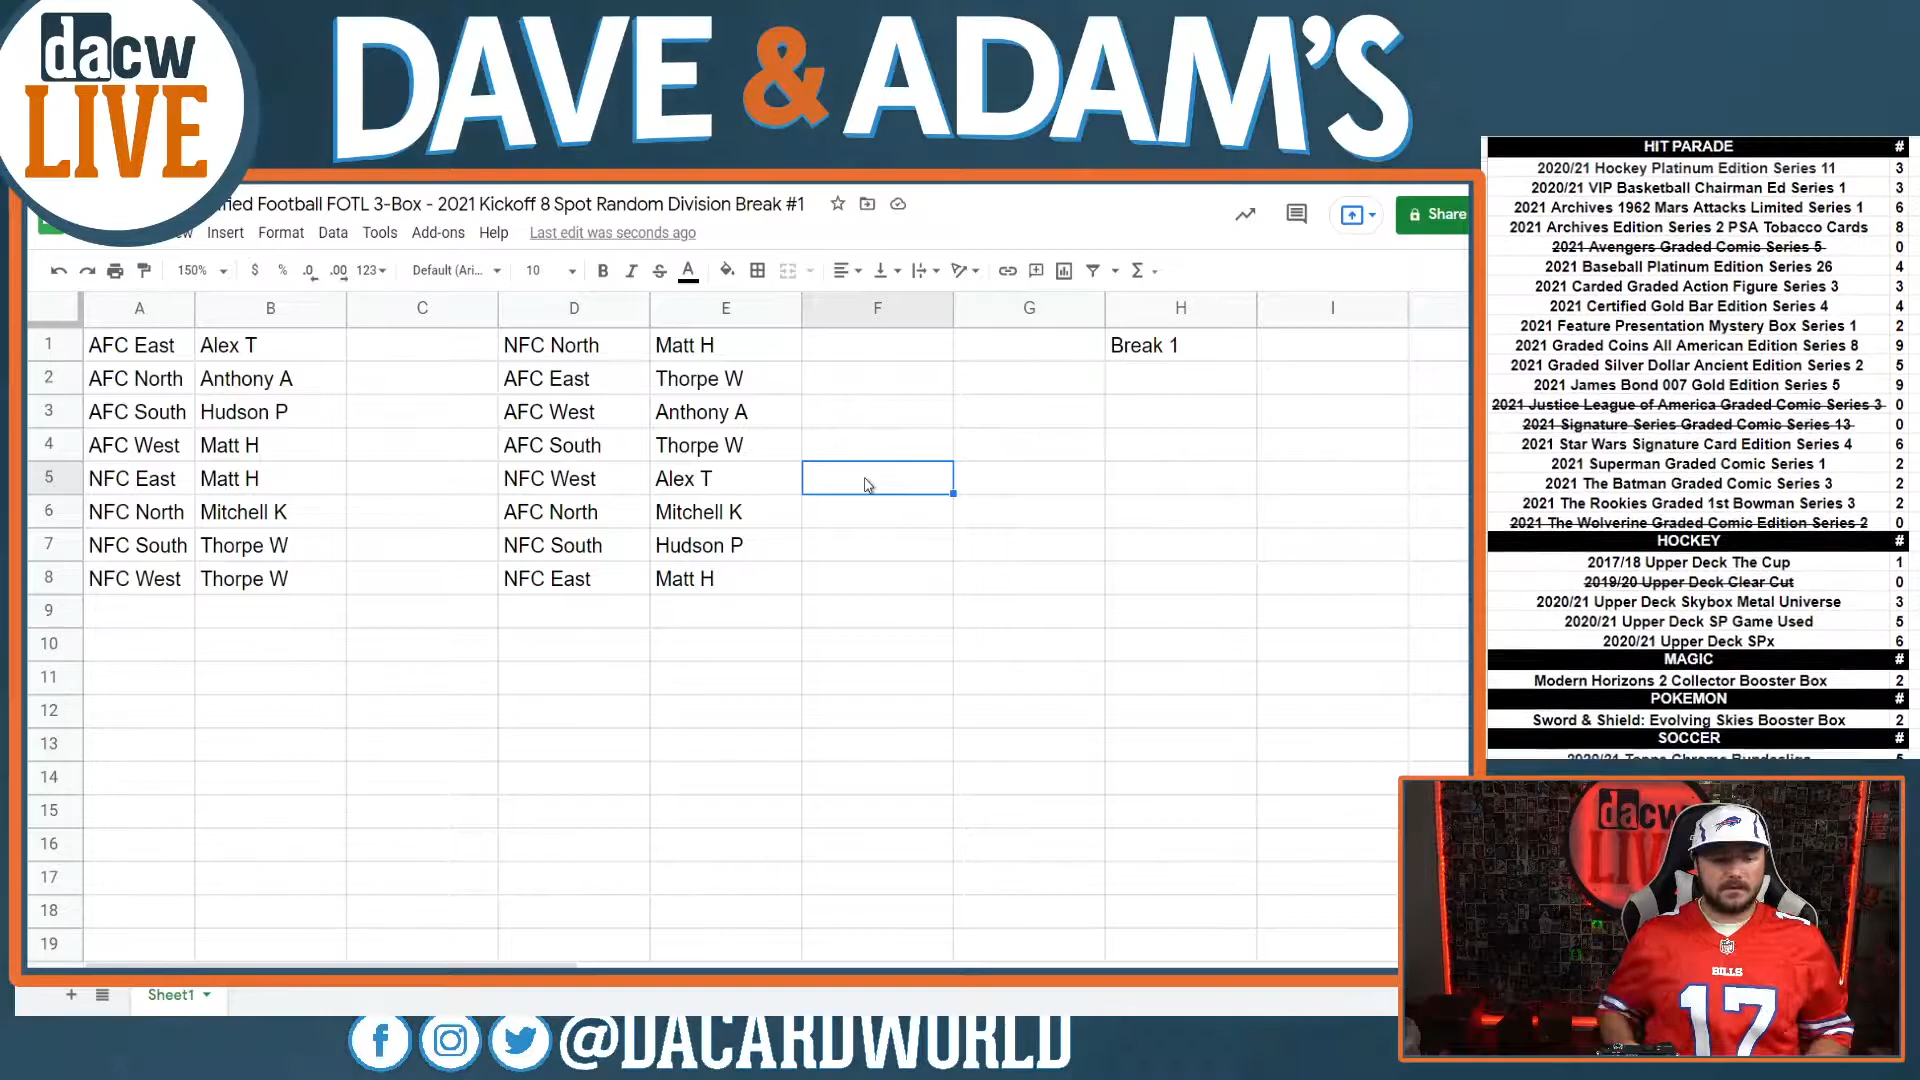 dacw
LIVE
DAVE & ADAM'S
fied Football FOTL 3-Box - 2021 Kickoff 8 Spot Random Division Break #1
Share
Insert Format Data Tools Add-ons Help Last edit was seconds ago
150% $ % .0 .00 123 Default (Ari... 10 B I S A
A B C D E F G H I
1 AFC East Alex T NFC North Matt H Break 1
2 AFC North Anthony A AFC East Thorpe W
3 AFC South Hudson P AFC West Anthony A
4 AFC West Matt H AFC South Thorpe W
5 NFC East Matt H NFC West Alex T
6 NFC North Mitchell K AFC North Mitchell K
7 NFC South Thorpe W NFC South Hudson P
8 NFC West Thorpe W NFC East Matt H
9
10
11
12
13
14
15
16
17
18
19
Sheet1
HIT PARADE #
2020/21 Hockey Platinum Edition Series 11 3
2020/21 VIP Basketball Chairman Ed Series 1 3
2021 Archives 1962 Mars Attacks Limited Series 1 6
2021 Archives Edition Series 2 PSA Tobacco Cards 8
2021 Avengers Graded Comic Series 5 0
2021 Baseball Platinum Edition Series 26 4
2021 Carded Graded Action Figure Series 3 3
2021 Certified Gold Bar Edition Series 4 4
2021 Feature Presentation Mystery Box Series 1 2
2021 Graded Coins All American Edition Series 8 9
2021 Graded Silver Dollar Ancient Edition Series 2 5
2021 James Bond 007 Gold Edition Series 5 9
2021 Justice League of America Graded Comic Series 3 0
2021 Signature Series Graded Comic Series 13 0
2021 Star Wars Signature Card Edition Series 4 6
2021 Superman Graded Comic Series 1 2
2021 The Batman Graded Comic Series 3 2
2021 The Rookies Graded 1st Bowman Series 3 2
2021 The Wolverine Graded Comic Edition Series 2 0
HOCKEY #
2017/18 Upper Deck The Cup 1
2019/20 Upper Deck Clear Cut 0
2020/21 Upper Deck Skybox Metal Universe 3
2020/21 Upper Deck SP Game Used 5
2020/21 Upper Deck SPx 6
MAGIC #
Modern Horizons 2 Collector Booster Box 2
POKEMON #
Sword & Shield: Evolving Skies Booster Box 2
SOCCER #
2020/21 Topps Chrome Bundesliga 5
dacw
LIVE
BILLS
17
@DACARDWORLD